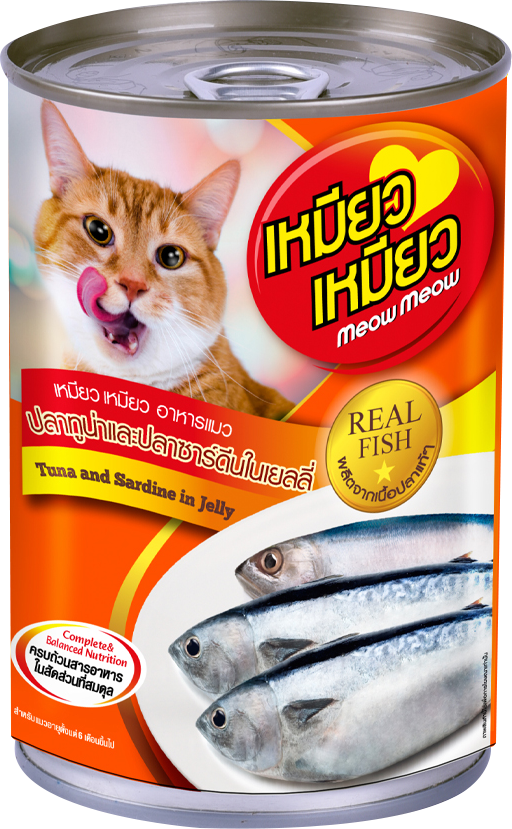 เหมียว
เหมียว
meow meow
เหมียว เหมียว อาหารแมว
ปลาทูน่าและปลาซาร์ดีนในเยลลี่
Tuna and Sardine in Jelly
REAL
FISH
ผลิตจากเนื้อปลาแท้ๆ
Complete&
Balanced Nutrition
ครบถ้วนสารอาหาร
ในสัดส่วนที่สมดุล
สำหรับแมวอายุตั้งแต่ 6 เดือนขึ้นไป